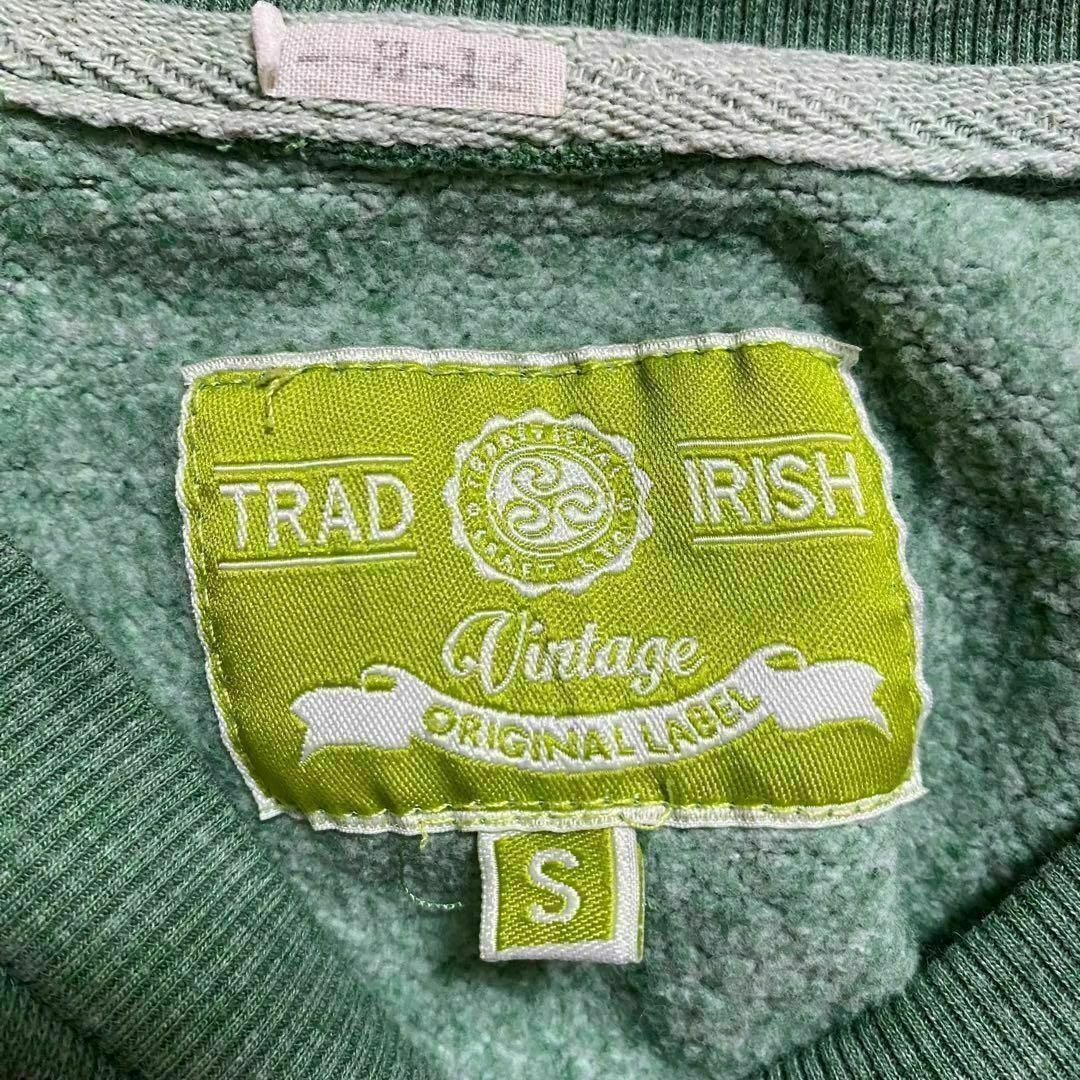 TRAD IRISH
Vintage
ORIGINAL LABEL
S